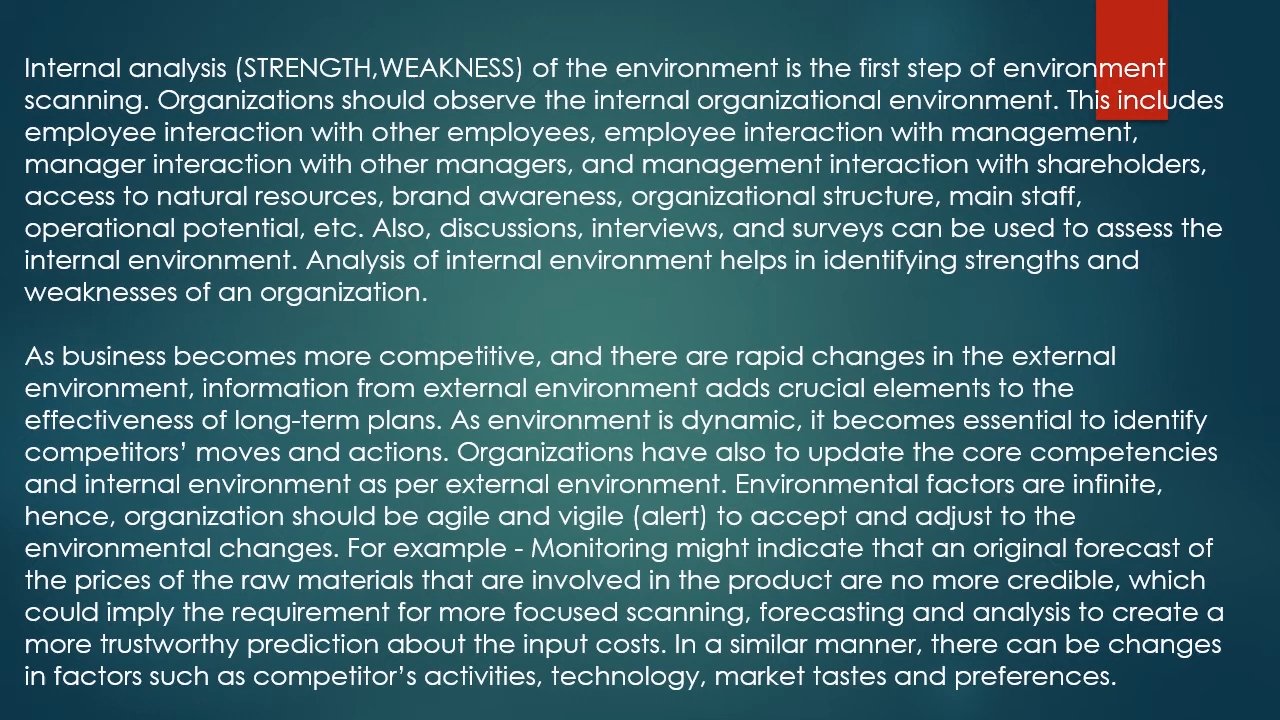 Internal analysis (STRENGTH,WEAKNESS) of the environment is the first step of environment
scanning. Organizations should observe the internal organizational environment. This includes
employee interaction with other employees, employee interaction with management,
manager interaction with other managers, and management interaction with shareholders,
access to natural resources, brand awareness, organizational structure, main staff,
operational potential, etc. Also, discussions, interviews, and surveys can be used to assess the
internal environment. Analysis of internal environment helps in identifying strengths and
weaknesses of an organization.
As business becomes more competitive, and there are rapid changes in the external
environment, information from external environment adds crucial elements to the
effectiveness of long-term plans. As environment is dynamic, it becomes essential to identify
competitors’ moves and actions. Organizations have also to update the core competencies
and internal environment as per external environment. Environmental factors are infinite,
hence, organization should be agile and vigile (alert) to accept and adjust to the
environmental changes. For example - Monitoring might indicate that an original forecast of
the prices of the raw materials that are involved in the product are no more credible, which
could imply the requirement for more focused scanning, forecasting and analysis to create a
more trustworthy prediction about the input costs. In a similar manner, there can be changes
in factors such as competitor’s activities, technology, market tastes and preferences.